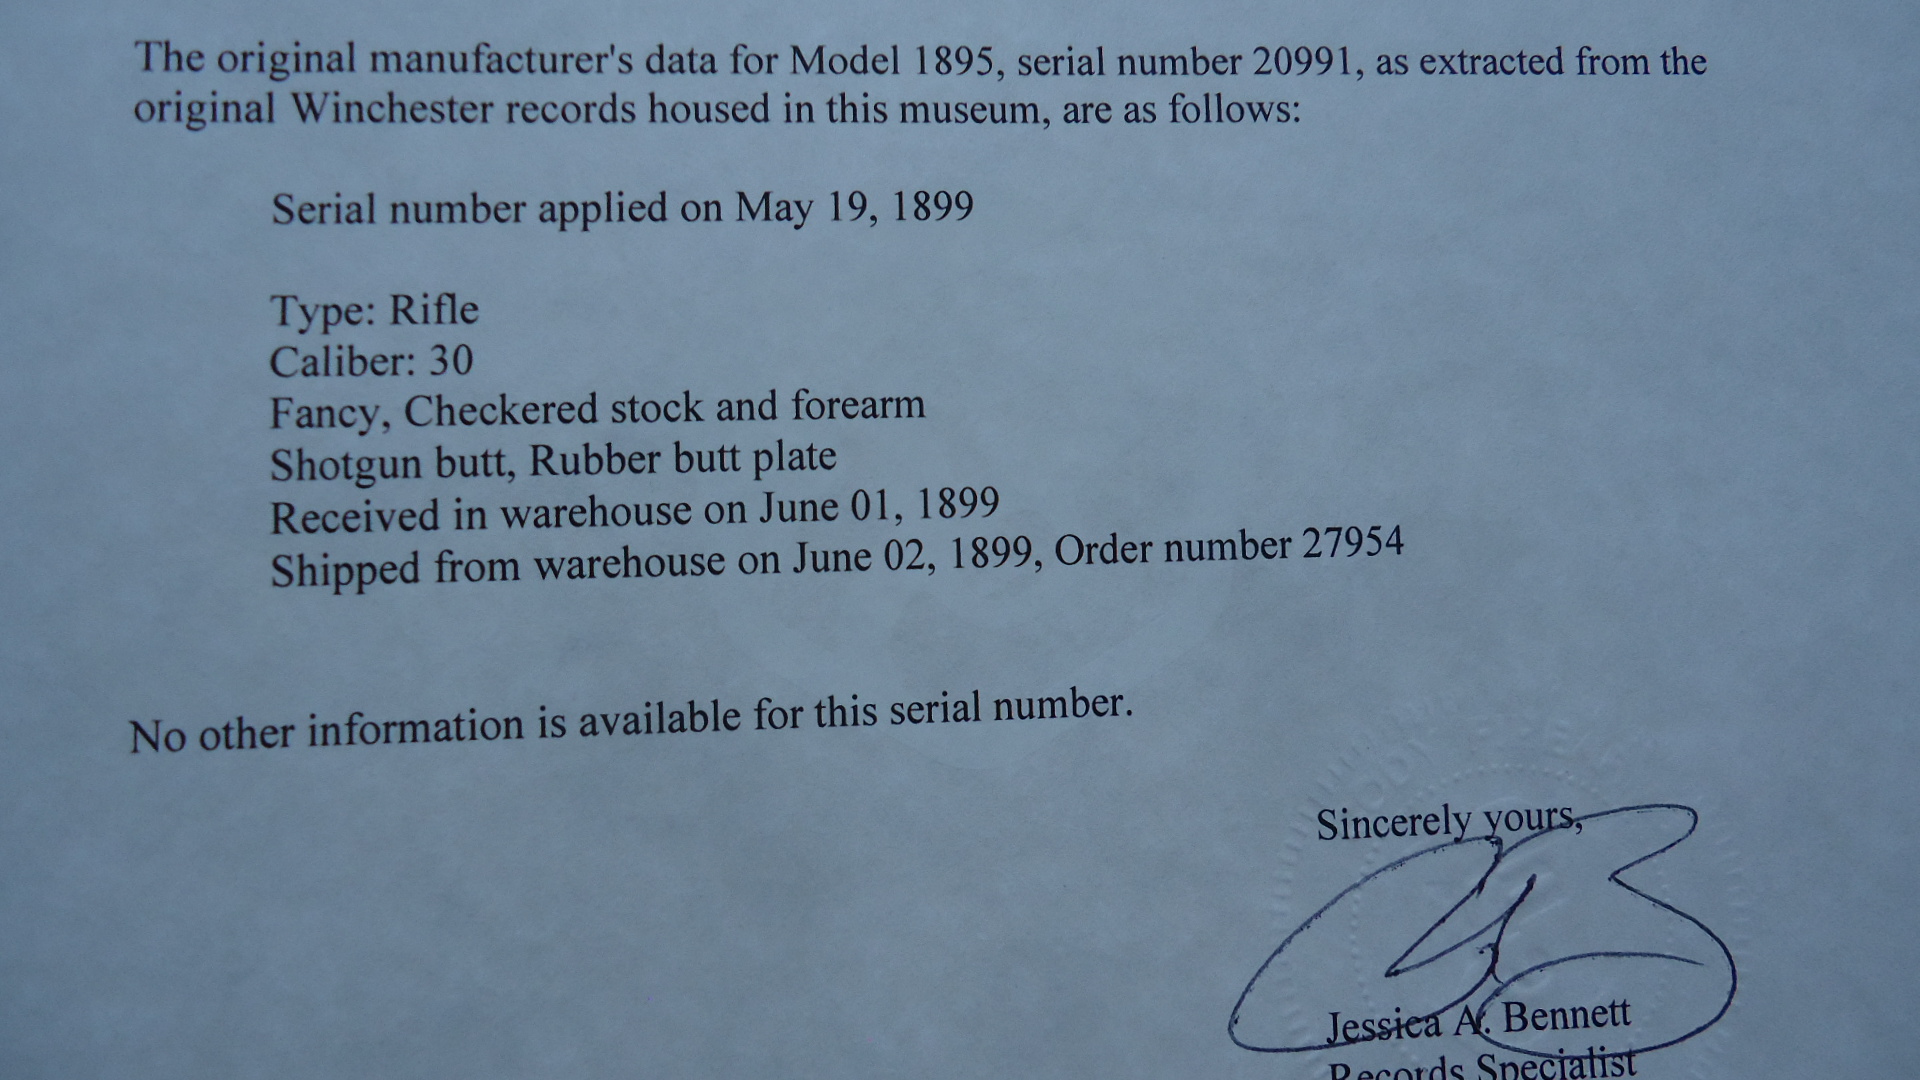 The original manufacturer's data for Model 1895, serial number 20991, as extracted from the
original Winchester records housed in this museum, are as follows:
Serial number applied on May 19, 1899
Type: Rifle
Caliber: 30
Fancy, Checkered stock and forearm
Shotgun butt, Rubber butt plate
Received in warehouse on June 01, 1899
Shipped from warehouse on June 02, 1899, Order number 27954
No other information is available for this serial number.
Sincerely yours,
Jessica A. Bennett
Records Specialist